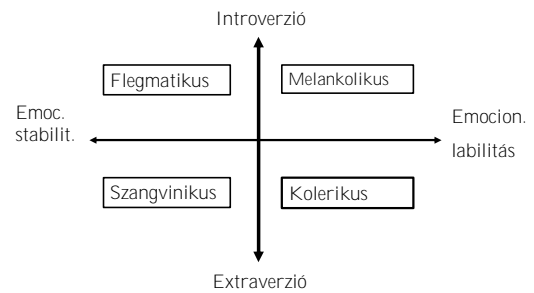 Introverzió
Flegmatikus
Melankolikus
Emoc.
stabilit.
Emocion.
labilitás
Szangvinikus
Kolerikus
Extraverzió